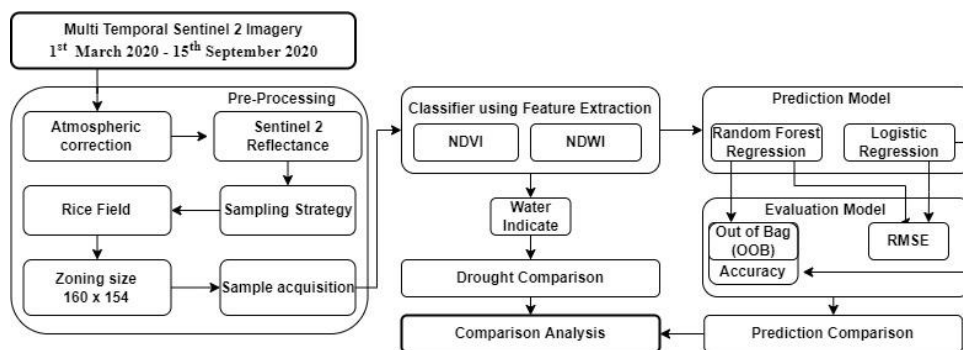 Multi Temporal Sentinel 2 Imagery
1st March 2020 - 15th September 2020
Pre-Processing
Atmospheric
correction
Sentinel 2
Reflectance
Rice Field
Sampling Strategy
Zoning size
160 x 154
Sample acquisition
Classifier using Feature Extraction
NDVI
NDWI
Water
Indicate
Drought Comparison
Comparison Analysis
Prediction Model
Random Forest
Regression
Logistic
Regression
Evaluation Model
Out of Bag
(OOB)
Accuracy
RMSE
Prediction Comparison